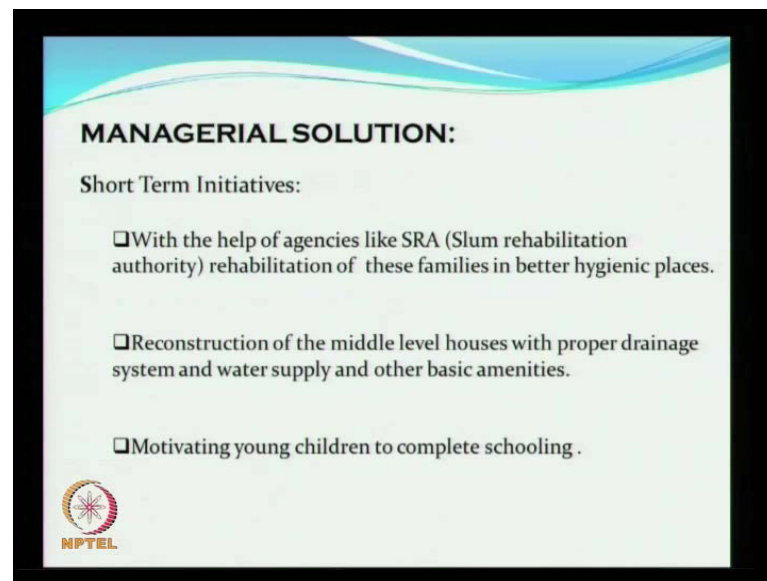 MANAGERIAL SOLUTION:
Short Term Initiatives:
❑With the help of agencies like SRA (Slum rehabilitation
authority) rehabilitation of these families in better hygienic places.
❑Reconstruction of the middle level houses with proper drainage
system and water supply and other basic amenities.
❑Motivating young children to complete schooling .
NPTEL